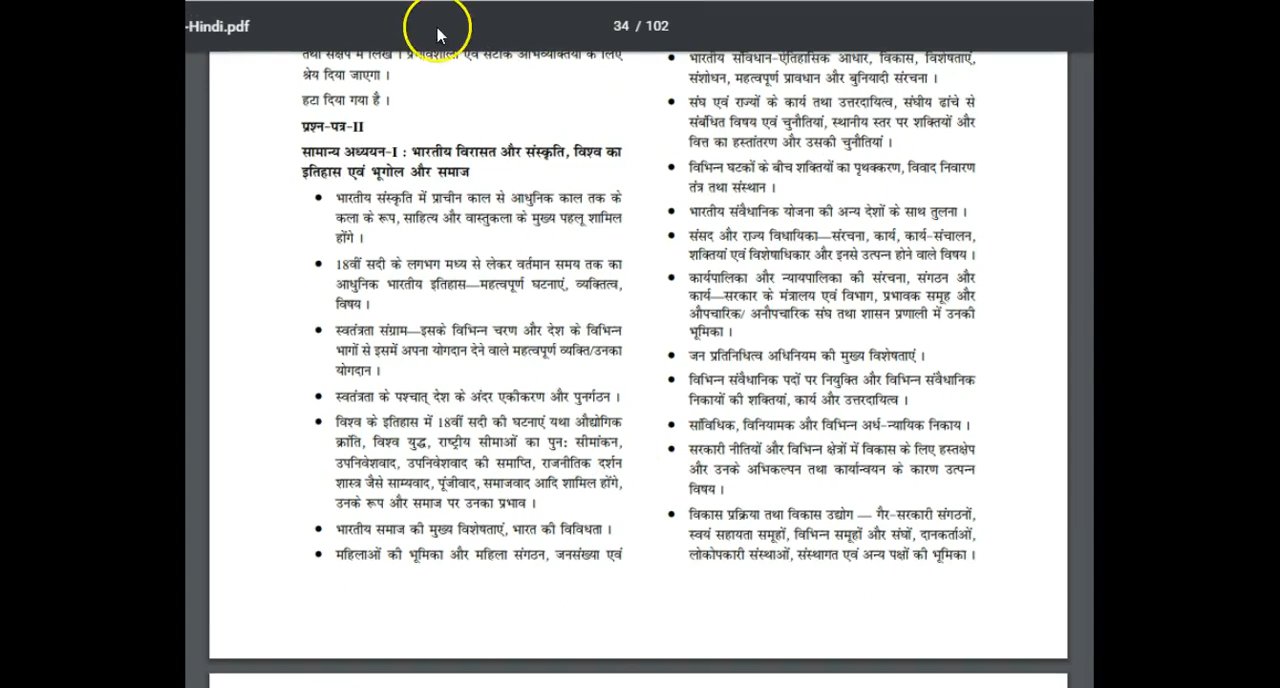 -Hindi.pdf
34 / 102
तथा संक्षेप में लिखें । प्रभावशाली एवं सटीक अभिव्यक्तियों के लिए
श्रेय दिया जाएगा ।
हटा दिया गया है ।
प्रश्न-पत्र-II
सामान्य अध्ययन-I : भारतीय विरासत और संस्कृति, विश्व का
इतिहास एवं भूगोल और समाज
• भारतीय संस्कृति में प्राचीन काल से आधुनिक काल तक के
कला के रूप, साहित्य और वास्तुकला के मुख्य पहलू शामिल
होंगे ।
• 18वीं सदी के लगभग मध्य से लेकर वर्तमान समय तक का
आधुनिक भारतीय इतिहास—महत्वपूर्ण घटनाएं, व्यक्तित्व,
विषय ।
• स्वतंत्रता संग्राम—इसके विभिन्न चरण और देश के विभिन्न
भागों से इसमें अपना योगदान देने वाले महत्वपूर्ण व्यक्ति/उनका
योगदान ।
• स्वतंत्रता के पश्चात् देश के अंदर एकीकरण और पुनर्गठन ।
• विश्व के इतिहास में 18वीं सदी की घटनाएं यथा औद्योगिक
क्रांति, विश्व युद्ध, राष्ट्रीय सीमाओं का पुन: सीमांकन,
उपनिवेशवाद, उपनिवेशवाद की समाप्ति, राजनीतिक दर्शन
शास्त्र जैसे साम्यवाद, पूंजीवाद, समाजवाद आदि शामिल होंगे,
उनके रूप और समाज पर उनका प्रभाव ।
• भारतीय समाज की मुख्य विशेषताएं, भारत की विविधता ।
• महिलाओं की भूमिका और महिला संगठन, जनसंख्या एवं
• भारतीय संविधान-ऐतिहासिक आधार, विकास, विशेषताएं,
संशोधन, महत्वपूर्ण प्रावधान और बुनियादी संरचना ।
• संघ एवं राज्यों के कार्य तथा उत्तरदायित्व, संघीय ढांचे से
संबंधित विषय एवं चुनौतियां, स्थानीय स्तर पर शक्तियों और
वित्त का हस्तांतरण और उसकी चुनौतियां ।
• विभिन्न घटकों के बीच शक्तियों का पृथक्करण, विवाद निवारण
तंत्र तथा संस्थान ।
• भारतीय संवैधानिक योजना की अन्य देशों के साथ तुलना ।
• संसद और राज्य विधायिका—संरचना, कार्य, कार्य-संचालन,
शक्तियां एवं विशेषाधिकार और इनसे उत्पन्न होने वाले विषय ।
• कार्यपालिका और न्यायपालिका की संरचना, संगठन और
कार्य—सरकार के मंत्रालय एवं विभाग, प्रभावक समूह और
औपचारिक/ अनौपचारिक संघ तथा शासन प्रणाली में उनकी
भूमिका ।
• जन प्रतिनिधित्व अधिनियम की मुख्य विशेषताएं ।
• विभिन्न संवैधानिक पदों पर नियुक्ति और विभिन्न संवैधानिक
निकायों की शक्तियां, कार्य और उत्तरदायित्व ।
• सांविधिक, विनियामक और विभिन्न अर्ध-न्यायिक निकाय ।
• सरकारी नीतियों और विभिन्न क्षेत्रों में विकास के लिए हस्तक्षेप
और उनके अभिकल्पन तथा कार्यान्वयन के कारण उत्पन्न
विषय ।
• विकास प्रक्रिया तथा विकास उद्योग — गैर-सरकारी संगठनों,
स्वयं सहायता समूहों, विभिन्न समूहों और संघों, दानकर्ताओं,
लोकोपकारी संस्थाओं, संस्थागत एवं अन्य पक्षों की भूमिका ।